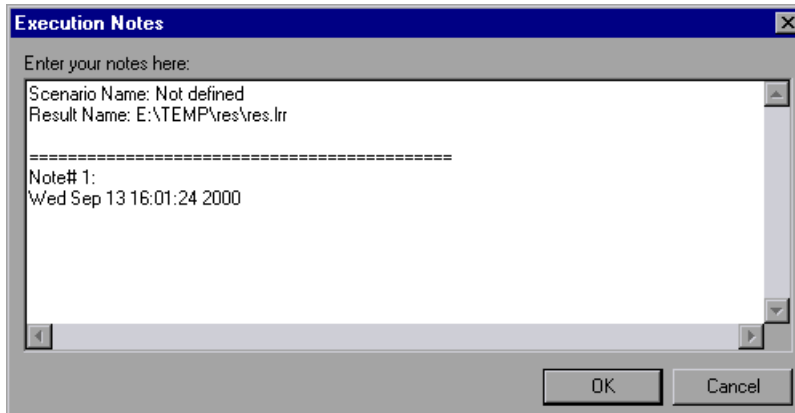 Execution Notes
Enter your notes here:
Scenario Name: Not defined
Result Name: E:\TEMP\res\res.lrr
============================================
Note# 1:
Wed Sep 13 16:01:24 2000
OK
Cancel